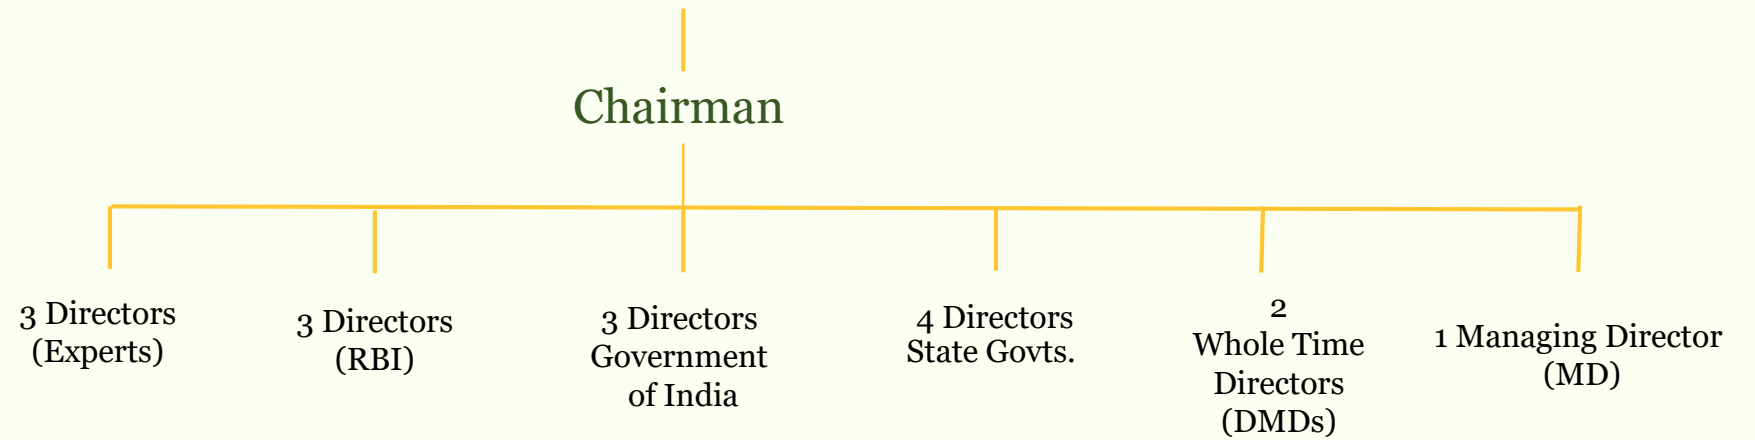 Chairman
3 Directors
(Experts)
3 Directors
(RBI)
3 Directors
Government
of India
4 Directors
State Govts.
2
Whole Time
Directors
(DMDs)
1 Managing Director
(MD)